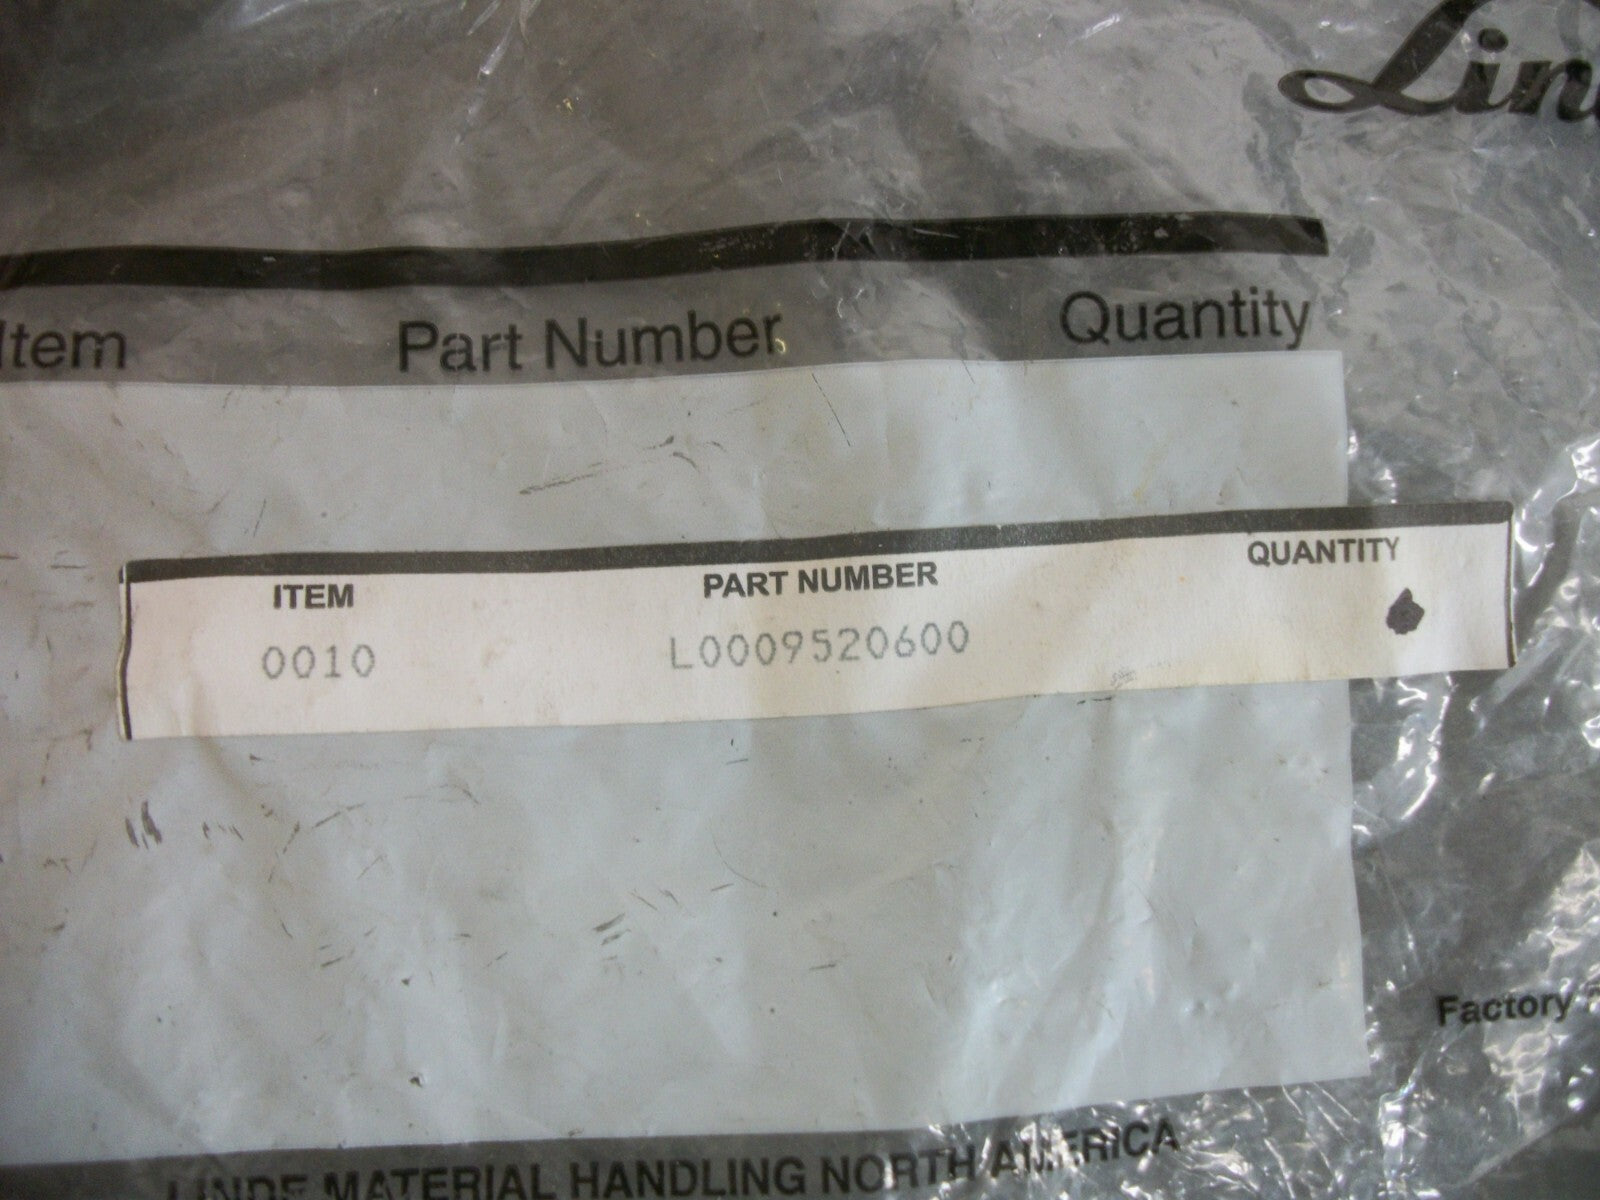 Lin
Item Part Number Quantity
ITEM PART NUMBER QUANTITY
0010 L0009520600
Factory
LINDE MATERIAL HANDLING NORTH AMERICA